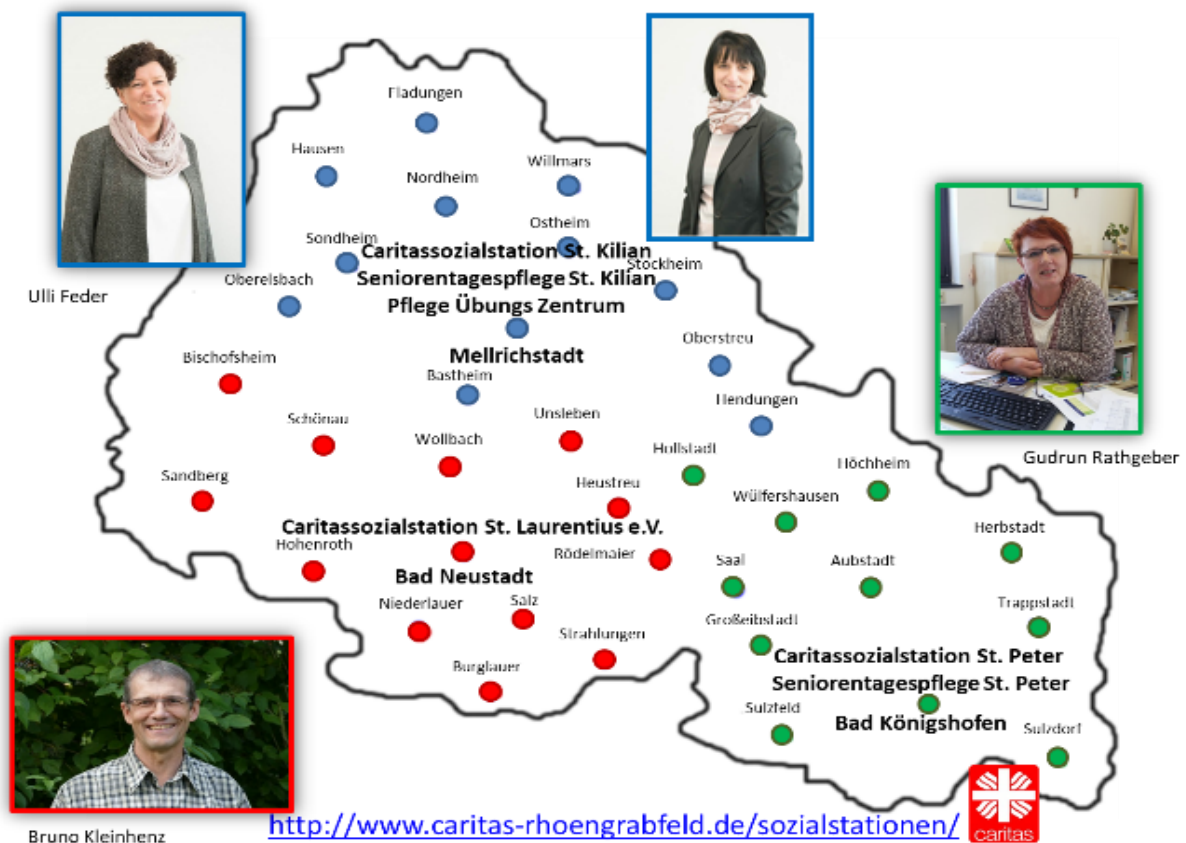 Fladungen
Hausen
Willmars
Nordheim
Ostheim
Sondheim
Caritassozialstation St. Kilian
Seniorentagespflege St. Kilian
Stockheim
Oberelsbach
Ulli Feder
Pflege Übungs Zentrum
Oberstreu
Bischofsheim
Mellrichstadt
Bastheim
Hendungen
Schönau
Unsleben
Wollbach
Hollstadt
Gudrun Rathgeber
Höchheim
Sandberg
Heustreu
Wülfershausen
Caritassozialstation St. Laurentius e.V.
Herbstadt
Hohenroth
Rödelmaier
Saal
Aubstadt
Bad Neustadt
Niederlauer
Salz
Trappstadt
Großeibstadt
Strahlungen
Caritassozialstation St. Peter
Burglauer
Seniorentagespflege St. Peter
Sulzfeld
Bad Königshofen
Sulzdorf
http://www.caritas-rhoengrabfeld.de/sozialstationen/
caritas
Bruno Kleinhenz